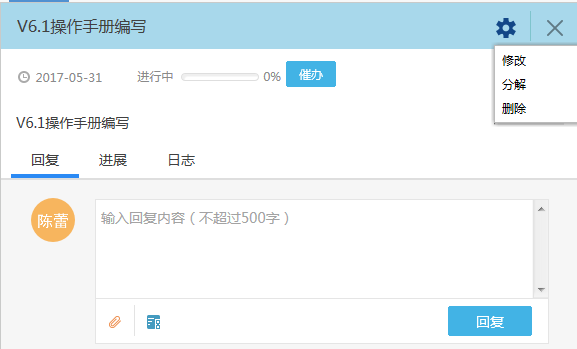 V6.1操作手册编写
修改
分解
删除
2017-05-31 进行中 0% 催办
V6.1操作手册编写
回复 进展 日志
陈蕾
输入回复内容（不超过500字）
回复